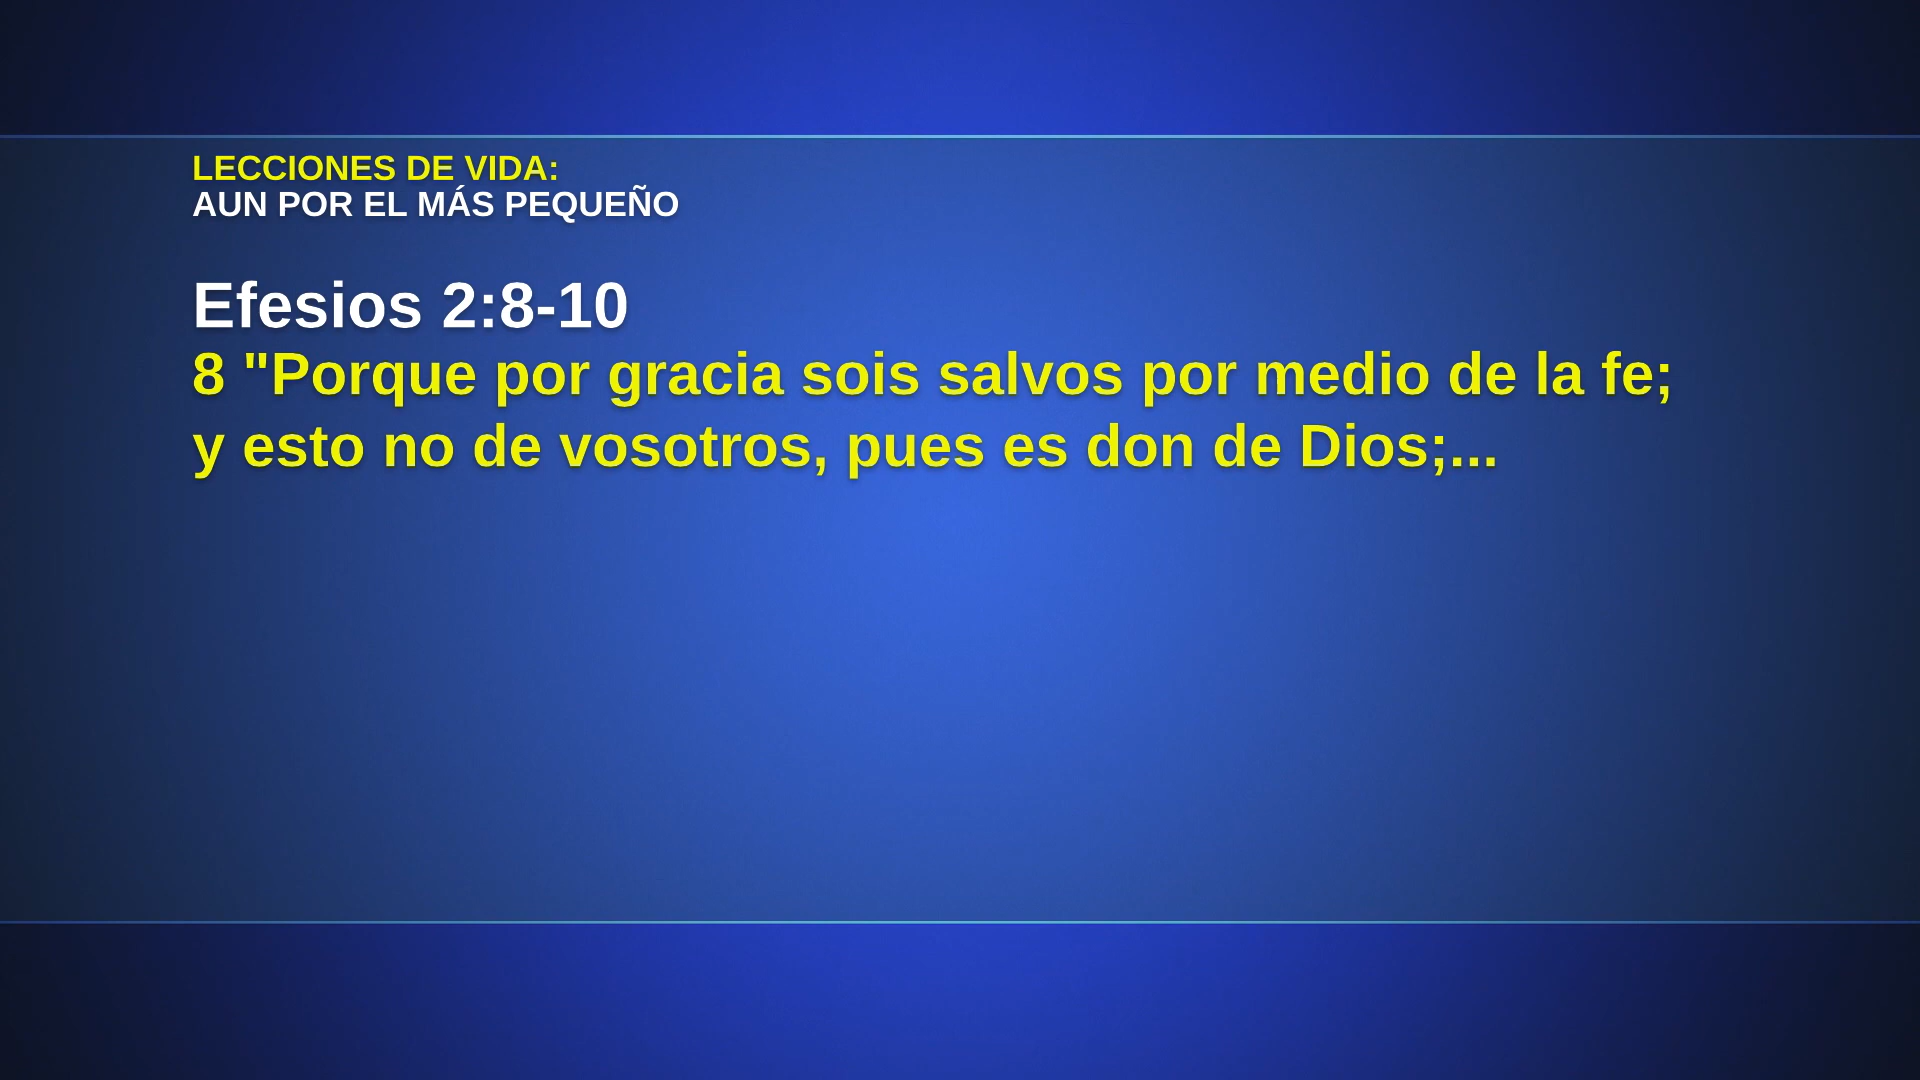 LECCIONES DE VIDA:
AUN POR EL MÁS PEQUEÑO
Efesios 2:8-10
8 "Porque por gracia sois salvos por medio de la fe;
y esto no de vosotros, pues es don de Dios;...